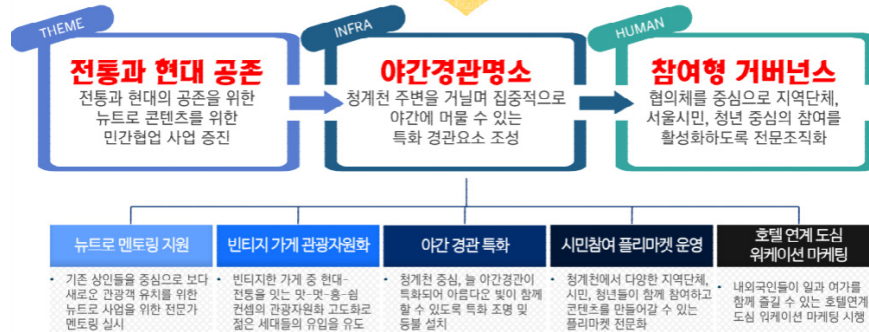 THEME
전통과 현대 공존
전통과 현대의 공존을 위한
뉴트로 콘텐츠를 위한
민간협업 사업 증진
INFRA
야간경관명소
청계천 주변을 거닐며 집중적으로
야간에 머물 수 있는
특화 경관요소 조성
HUMAN
참여형 거버넌스
협의체를 중심으로 지역단체,
서울시민, 청년 중심의 참여를
활성화하도록 전문조직화
뉴트로 멘토링 지원
• 기존 상인들을 중심으로 보다
새로운 관광객 유치를 위한
뉴트로 사업을 위한 전문가
멘토링 실시
빈티지 가게 관광자원화
• 빈티지한 가게 중 현대-
전통을 잇는 맛-멋-흥-쉼
컨셉의 관광자원화 고도화로
젊은 세대들의 유입을 유도
야간 경관 특화
• 청계천 중심, 늘 야간경관이
특화되어 아름다운 빛이 함께
할 수 있도록 특화 조명 및
등불 설치
시민참여 플리마켓 운영
• 청계천에서 다양한 지역단체,
시민, 청년들이 함께 참여하고
콘텐츠를 만들어갈 수 있는
플리마켓 전문화
호텔 연계 도심
워케이션 마케팅
• 내외국인들이 일과 여가를
함께 즐길 수 있는 호텔연계
도심 워케이션 마케팅 시행